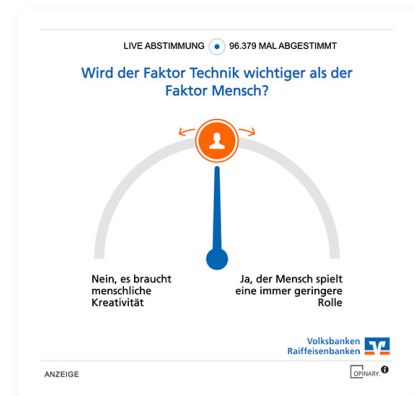 LIVE ABSTIMMUNG 96.379 MAL ABGESTIMMT
Wird der Faktor Technik wichtiger als der
Faktor Mensch?
Nein, es braucht
menschliche
Kreativität
Ja, der Mensch spielt
eine immer geringere
Rolle
Volksbanken
Raiffeisenbanken
ANZEIGE
OPINARY. i